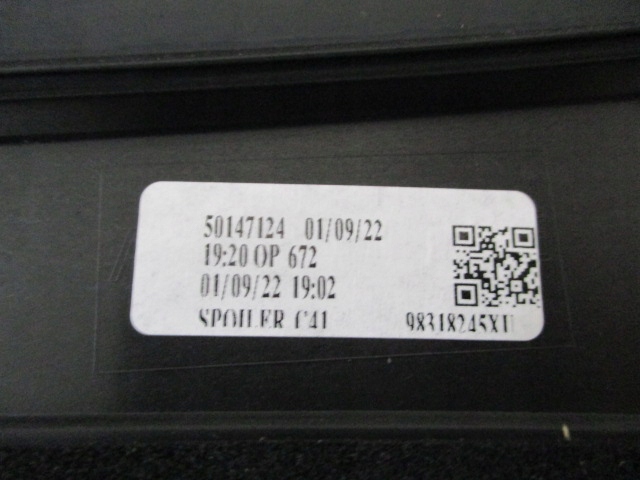 50147124 01/09/22
19:20 OP 672
01/09/22 19:02
SPOILER C41 98318245XU